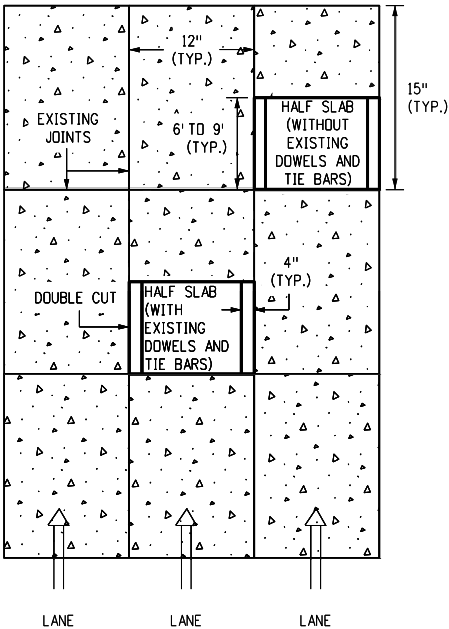 12"
(TYP.)
15"
(TYP.)
EXISTING
JOINTS
6' TO 9'
(TYP.)
HALF SLAB
(WITHOUT
EXISTING
DOWELS AND
TIE BARS)
4"
(TYP.)
DOUBLE CUT
HALF SLAB
(WITH
EXISTING
DOWELS AND
TIE BARS)
LANE
LANE
LANE